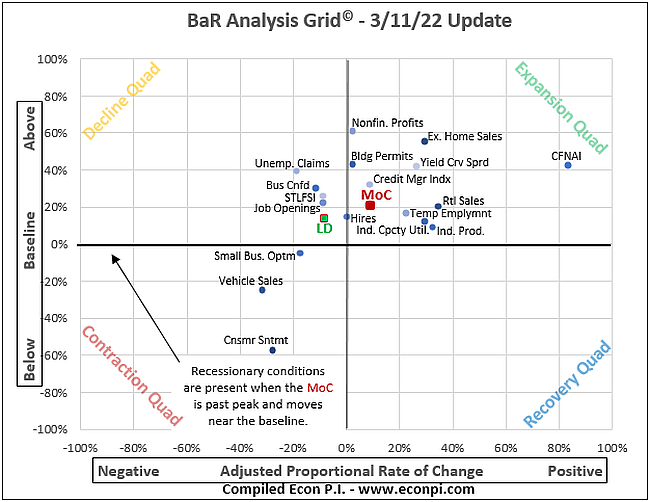 BaR Analysis Grid© - 3/11/22 Update
100%
80%
60%
40%
20%
0%
-20%
-40%
-60%
-80%
-100%
Above
Baseline
Below
Decline Quad
Expansion Quad
Contraction Quad
Recovery Quad
Nonfin. Profits
Ex. Home Sales
Bldg Permits
Yield Crv Sprd
CFNAI
Unemp. Claims
Credit Mgr Indx
Bus Cnfd
STLFSI
MoC
Job Openings
Rtl Sales
LD
Hires
Temp Emplymnt
Ind. Cpcty Util.
Ind. Prod.
Small Bus. Optm
Vehicle Sales
Cnsmr Sntmt
Recessionary conditions
are present when the MoC
is past peak and moves
near the baseline.
-100%
-80%
-60%
-40%
-20%
0%
20%
40%
60%
80%
100%
Negative
Adjusted Proportional Rate of Change
Positive
Compiled Econ P.I. - www.econpi.com